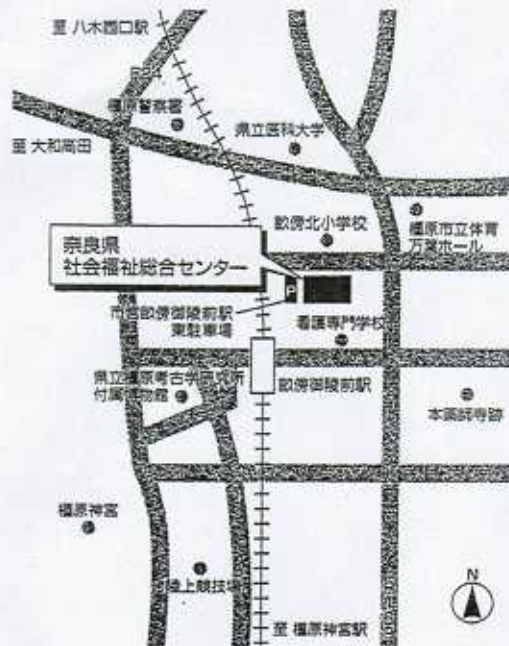 至 八木西口駅
橿原警察署
県立医科大学
至 大和高田
畝傍北小学校
橿原市立体育
万葉ホール
奈良県
社会福祉総合センター
P
市営畝傍御陵前駅
東駐車場
看護専門学校
県立橿原考古学研究所
付属博物館
畝傍御陵前駅
本薬師寺跡
橿原神宮
陸上競技場
至 橿原神宮駅
N